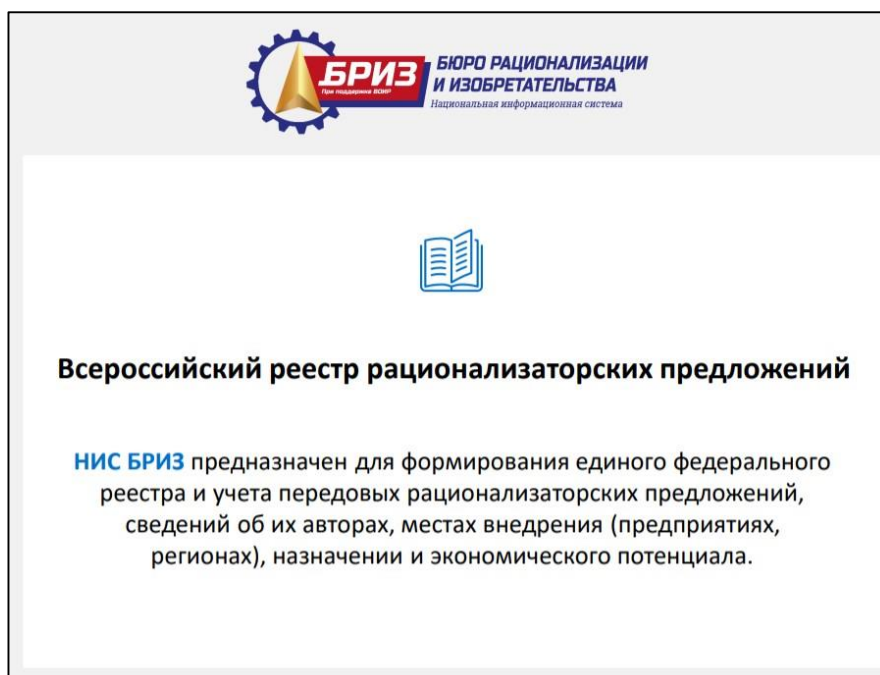 БРИЗ
При поддержке ВОИР
БЮРО РАЦИОНАЛИЗАЦИИ
И ИЗОБРЕТАТЕЛЬСТВА
Национальная информационная система
Всероссийский реестр рационализаторских предложений
НИС БРИЗ предназначен для формирования единого федерального
реестра и учета передовых рационализаторских предложений,
сведений об их авторах, местах внедрения (предприятиях,
регионах), назначении и экономического потенциала.